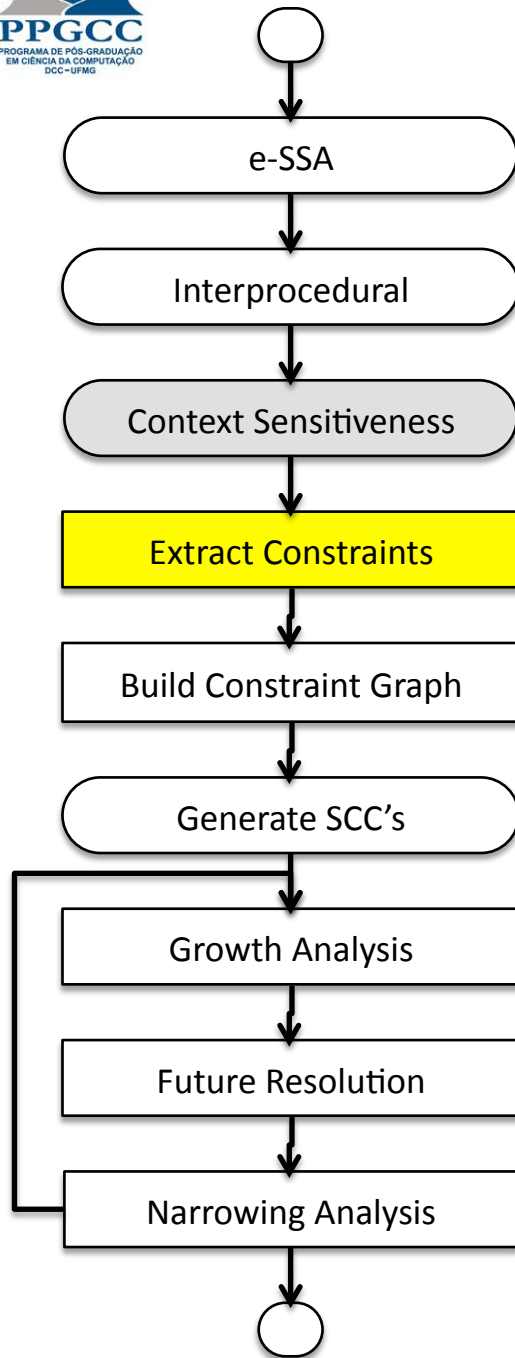 PPGCC
PROGRAMA DE PÓS-GRADUAÇÃO
EM CIÊNCIA DA COMPUTAÇÃO
DCC-UFMG
e-SSA
Interprocedural
Context Sensitiveness
Extract Constraints
Build Constraint Graph
Generate SCC's
Growth Analysis
Future Resolution
Narrowing Analysis